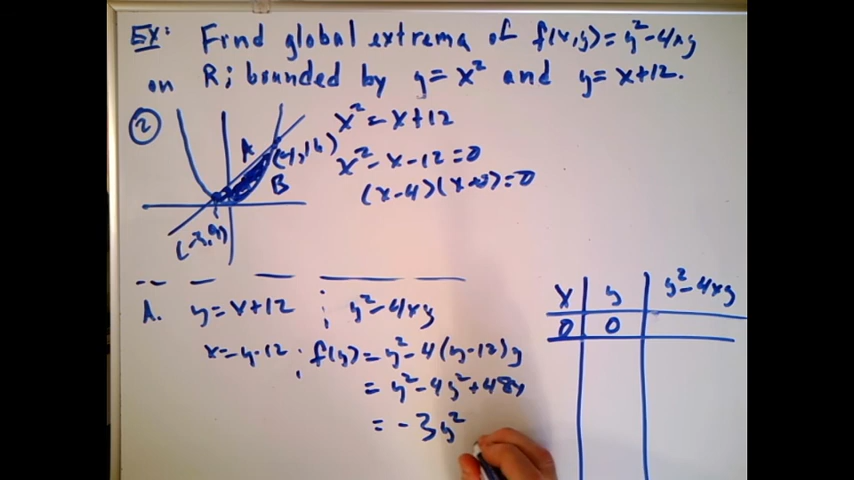 EX: Find global extrema of f(x,y) = y² - 4xy
on R; bounded by y = x² and y = x+12.
② x² = x+12
A (4,16) x² - x - 12 = 0
B (x-4)(x+3) = 0
(-3,9)
A. y = x+12 ; y² - 4xy
x = y-12 ; f(y) = y² - 4(y-12)y
= y² - 4y² + 48y
= -3y²
x y y² - 4xy
0 0